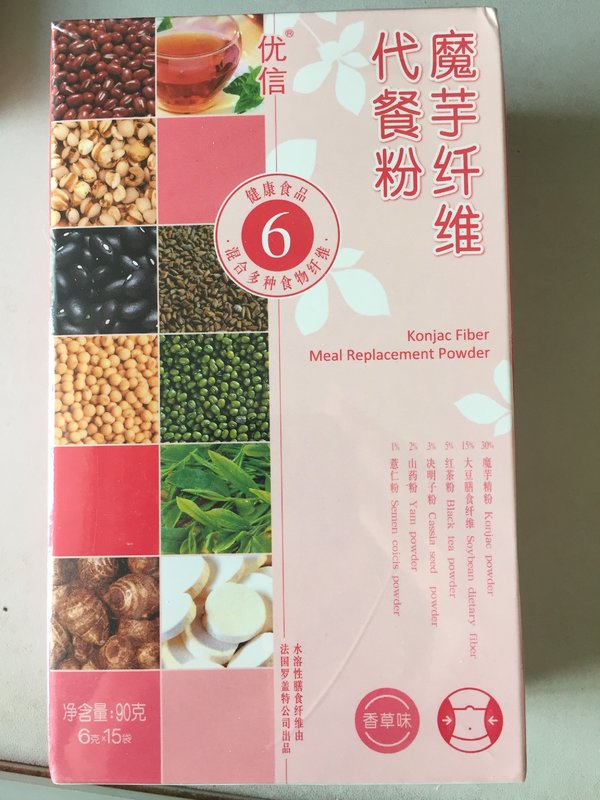 优信®
魔芋纤维
代餐粉
健康食品
6
·混合多种食物纤维·
Konjac Fiber
Meal Replacement Powder
30% 魔芋精粉 Konjac powder
15% 大豆膳食纤维 Soybean dietary fiber
5% 红茶粉 Black tea powder
3% 决明子粉 Cassia seed powder
2% 山药粉 Yam powder
1% 薏仁粉 Semen coicis powder
水溶性膳食纤维由
法国罗盖特公司出品
净含量:90克
6克×15袋
香草味